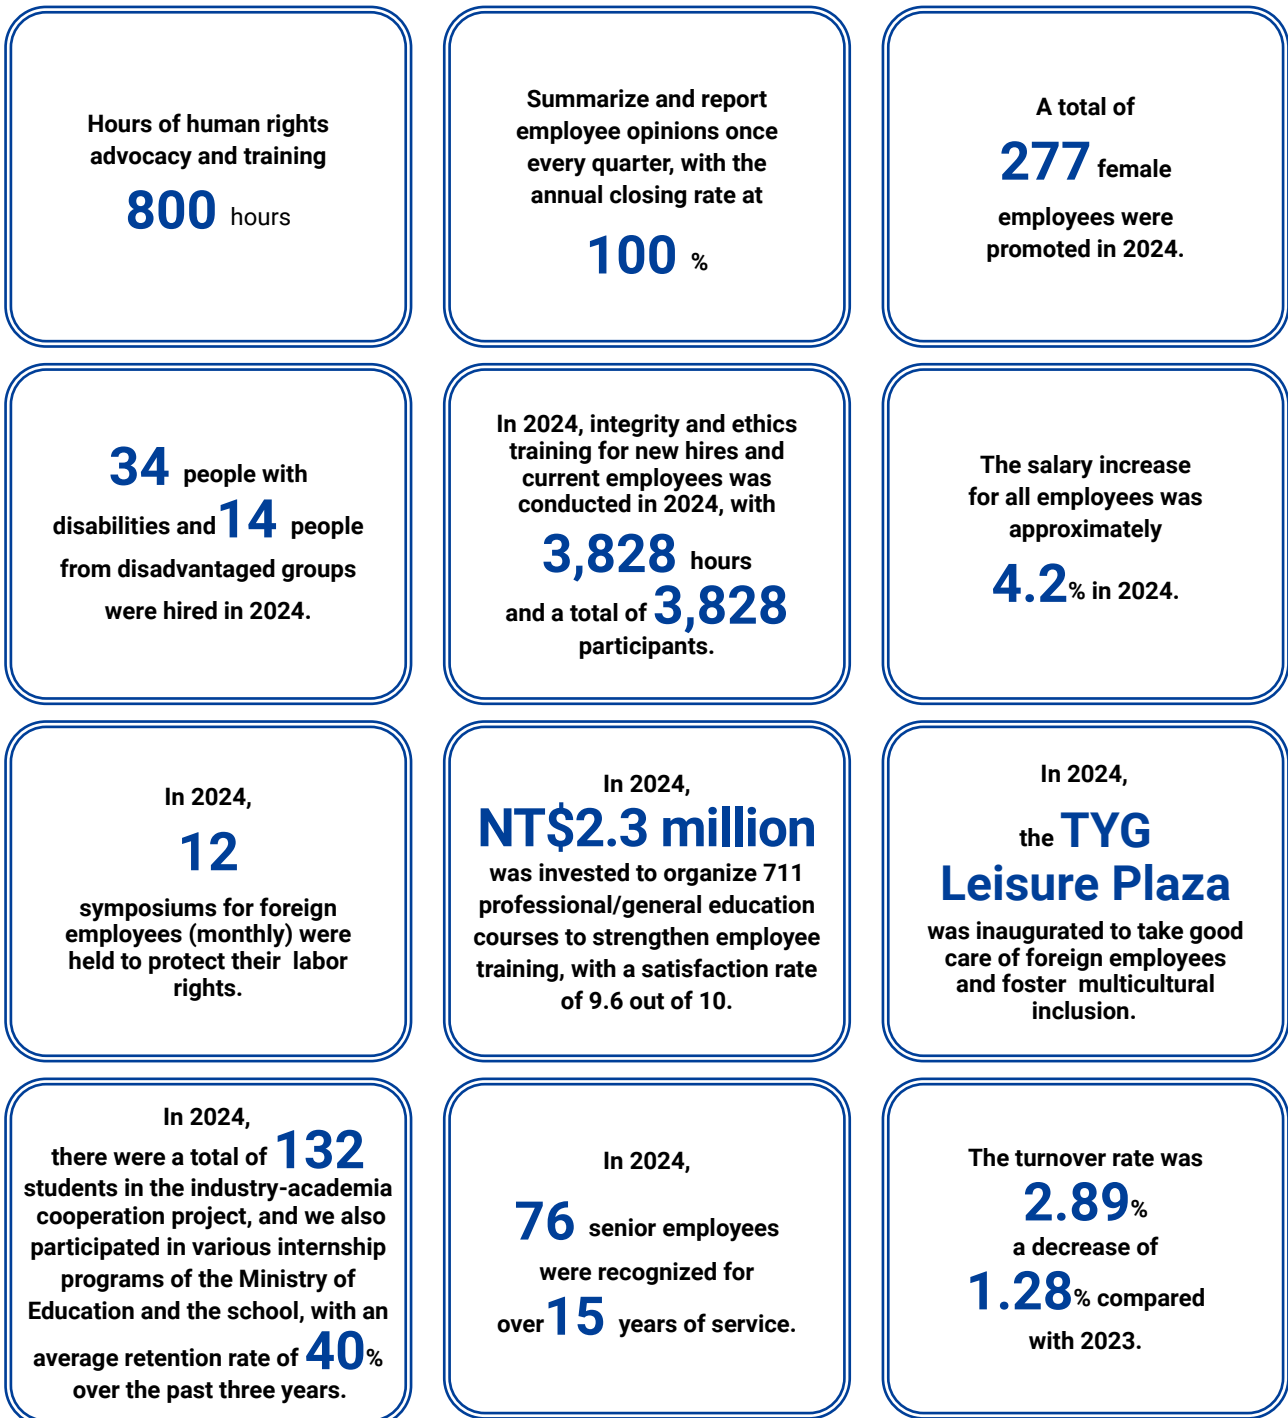 Hours of human rights
advocacy and training
800 hours
Summarize and report
employee opinions once
every quarter, with the
annual closing rate at
100 %
A total of
277 female
employees were
promoted in 2024.
34 people with
disabilities and 14 people
from disadvantaged groups
were hired in 2024.
In 2024, integrity and ethics
training for new hires and
current employees was
conducted in 2024, with
3,828 hours
and a total of 3,828
participants.
The salary increase
for all employees was
approximately
4.2% in 2024.
In 2024,
12
symposiums for foreign
employees (monthly) were
held to protect their labor
rights.
In 2024,
NT$2.3 million
was invested to organize 711
professional/general education
courses to strengthen employee
training, with a satisfaction rate
of 9.6 out of 10.
In 2024,
the TYG
Leisure Plaza
was inaugurated to take good
care of foreign employees
and foster multicultural
inclusion.
In 2024,
there were a total of 132
students in the industry-academia
cooperation project, and we also
participated in various internship
programs of the Ministry of
Education and the school, with an
average retention rate of 40%
over the past three years.
In 2024,
76 senior employees
were recognized for
over 15 years of service.
The turnover rate was
2.89%
a decrease of
1.28% compared
with 2023.